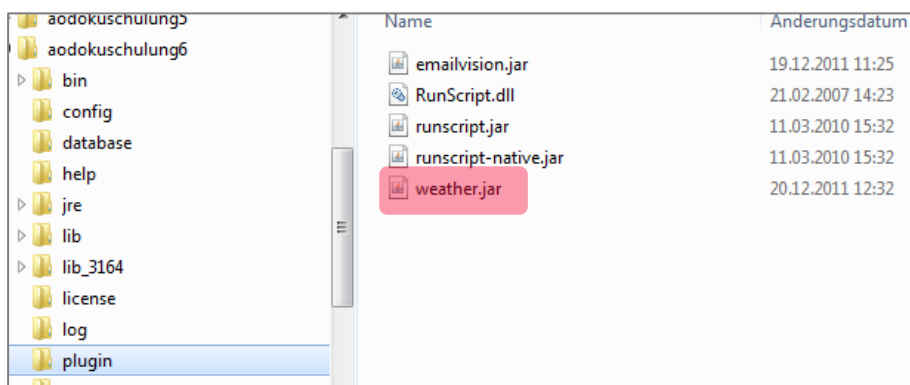 aodokuschulung5
aodokuschulung6
bin
config
database
help
jre
lib
lib_3164
license
log
plugin
Name Änderungsdatum
emailvision.jar 19.12.2011 11:25
RunScript.dll 21.02.2007 14:23
runscript.jar 11.03.2010 15:32
runscript-native.jar 11.03.2010 15:32
weather.jar 20.12.2011 12:32